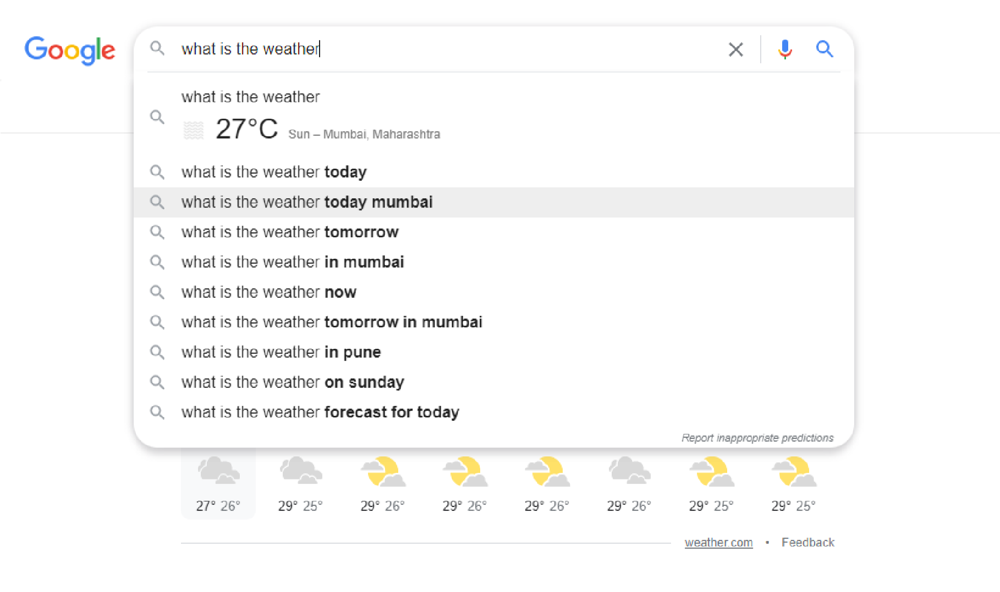 Google
what is the weather
what is the weather
27°C Sun – Mumbai, Maharashtra
what is the weather today
what is the weather today mumbai
what is the weather tomorrow
what is the weather in mumbai
what is the weather now
what is the weather tomorrow in mumbai
what is the weather in pune
what is the weather on sunday
what is the weather forecast for today
Report inappropriate predictions
27° 26° 29° 25° 29° 26° 29° 26° 29° 26° 29° 26° 29° 25° 29° 25°
weather.com • Feedback